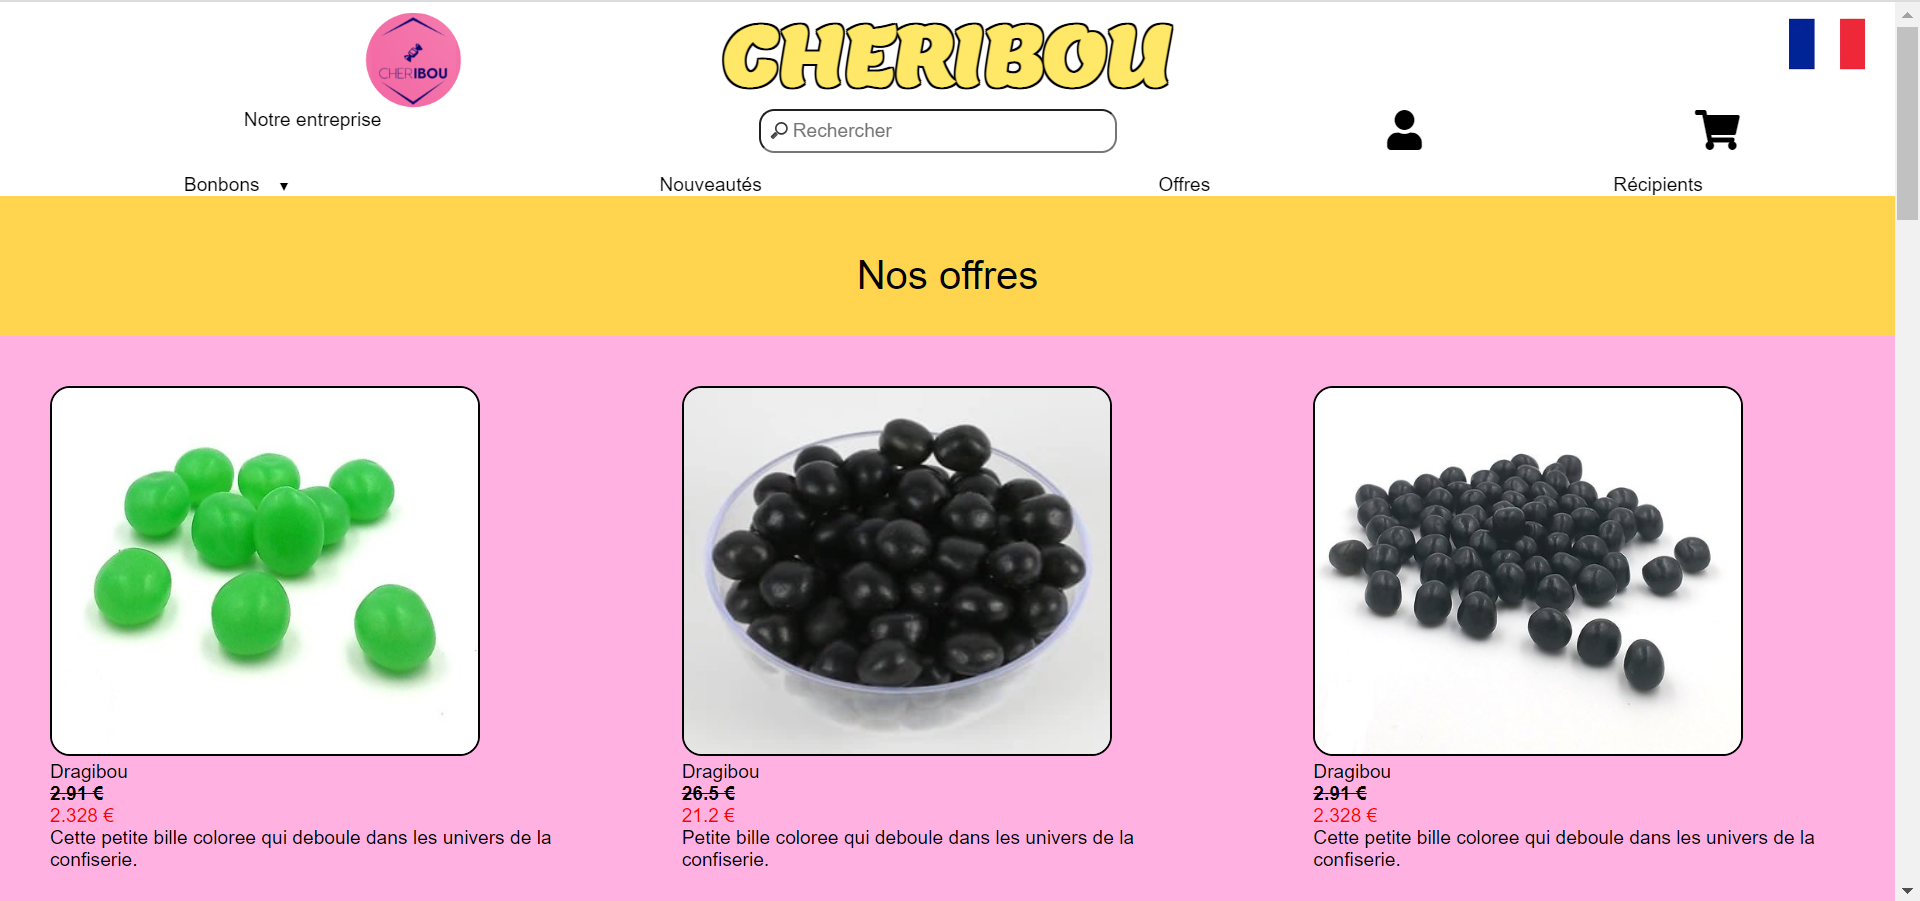 CHERIBOU
CHERIBOU
Notre entreprise
Rechercher
Bonbons ▼
Nouveautés
Offres
Récipients
Nos offres
Dragibou
2.91 €
2.328 €
Cette petite bille coloree qui deboule dans les univers de la
confiserie.
Dragibou
26.5 €
21.2 €
Petite bille coloree qui deboule dans les univers de la
confiserie.
Dragibou
2.91 €
2.328 €
Cette petite bille coloree qui deboule dans les univers de la
confiserie.